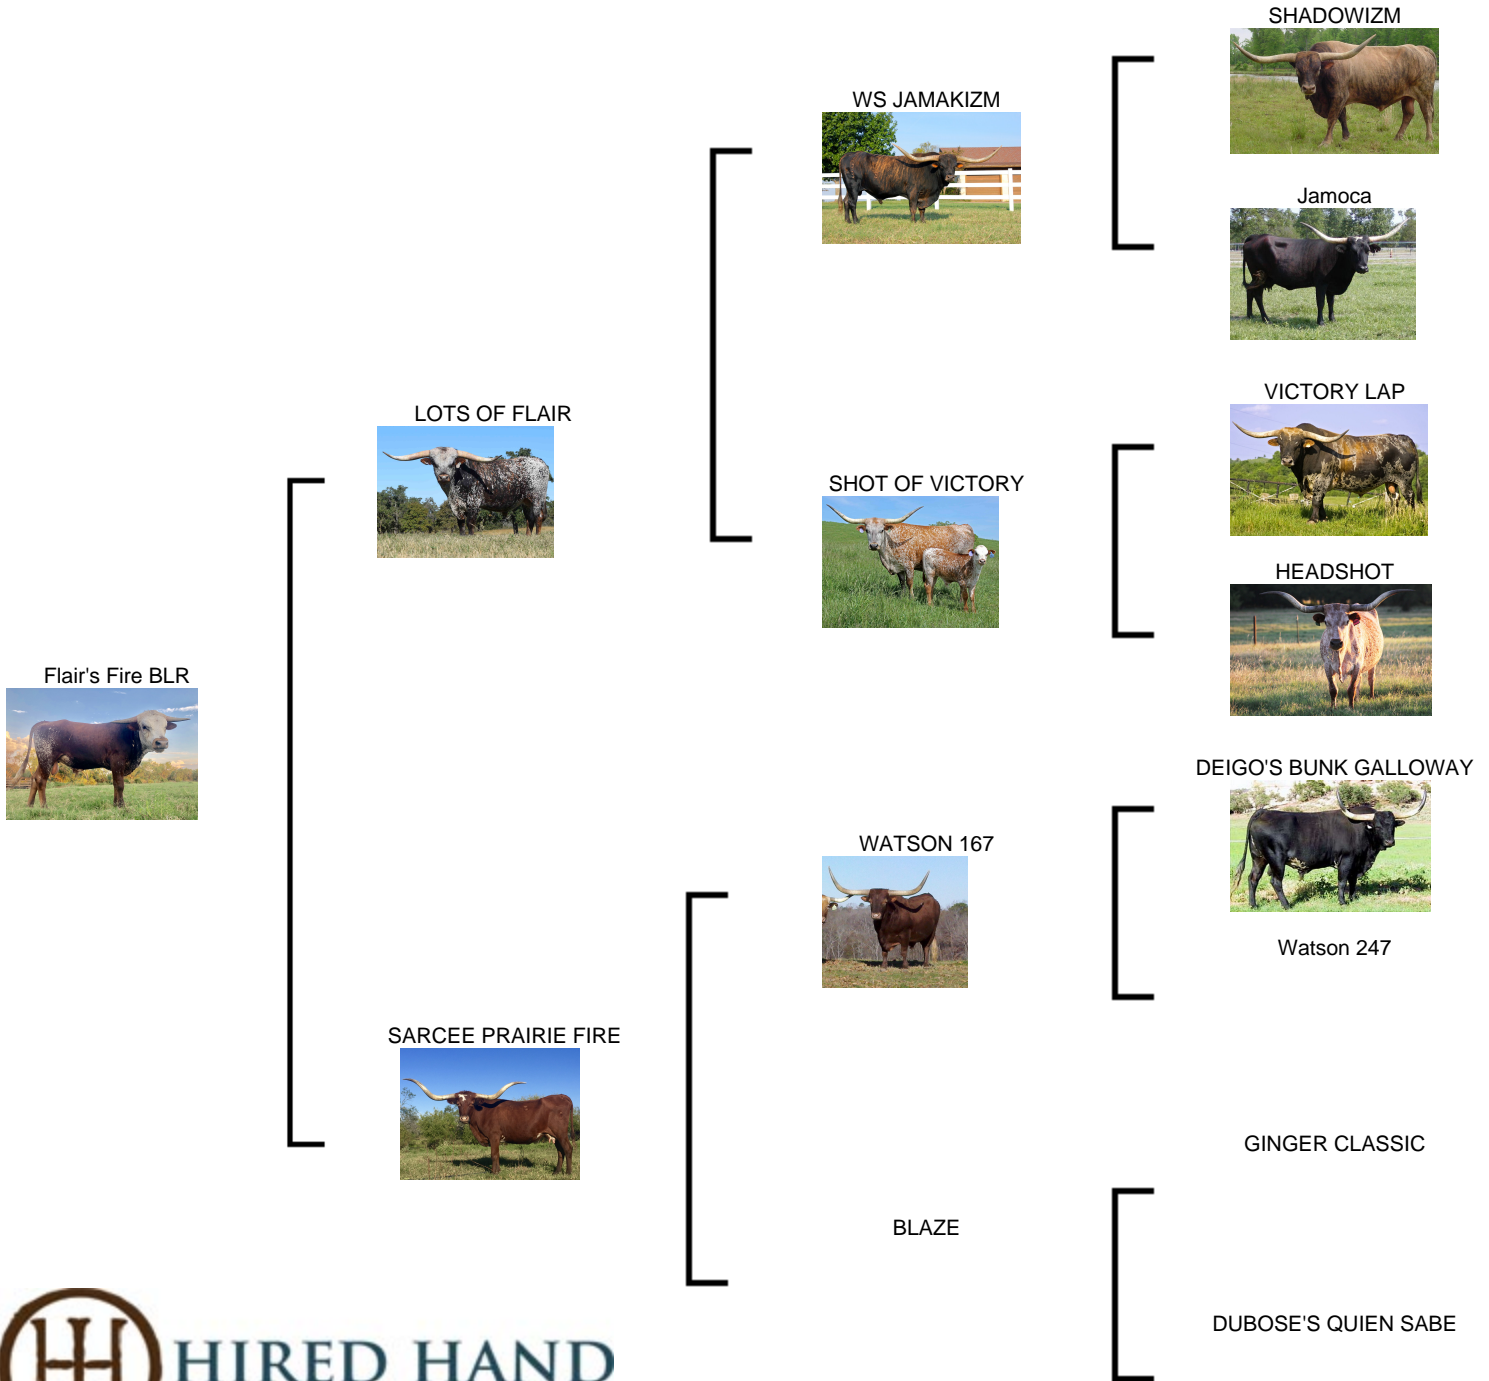 SHADOWIZM
WS JAMAKIZM
Jamoca
VICTORY LAP
LOTS OF FLAIR
SHOT OF VICTORY
HEADSHOT
Flair's Fire BLR
DEIGO'S BUNK GALLOWAY
WATSON 167
Watson 247
SARCEE PRAIRIE FIRE
GINGER CLASSIC
BLAZE
DUBOSE'S QUIEN SABE
HIRED HAND